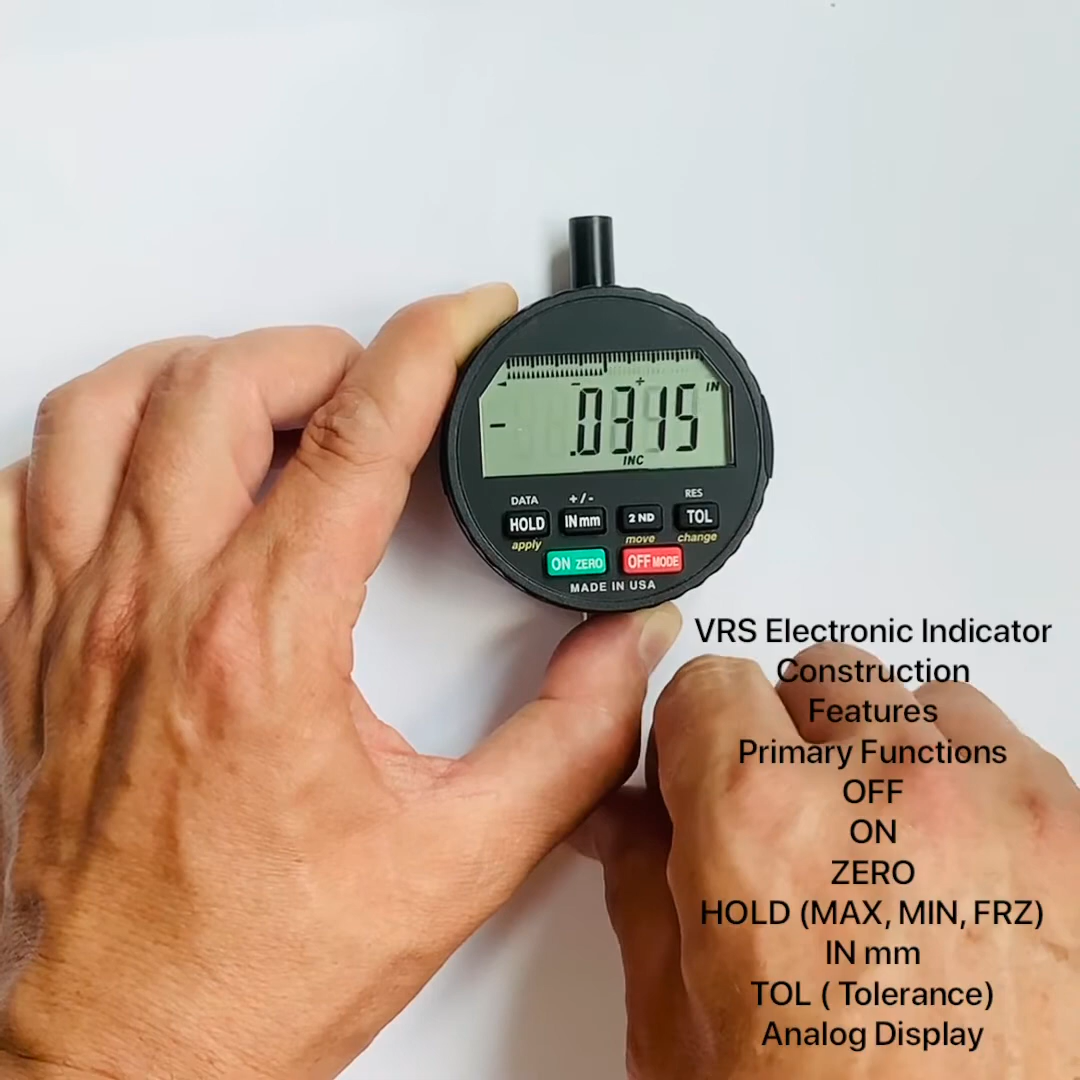 - + IN
- .0315
INC
DATA + / - RES
HOLD IN mm 2 ND TOL
apply move change
ON ZERO OFF MODE
MADE IN USA
VRS Electronic Indicator
Construction
Features
Primary Functions
OFF
ON
ZERO
HOLD (MAX, MIN, FRZ)
IN mm
TOL ( Tolerance)
Analog Display